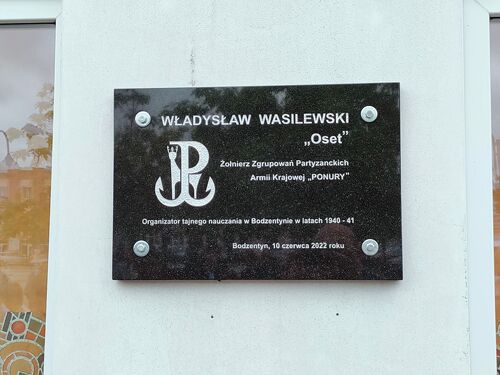 WŁADYSŁAW WASILEWSKI
„Oset”
Żołnierz Zgrupowań Partyzanckich
Armii Krajowej „PONURY”
Organizator tajnego nauczania w Bodzentynie w latach 1940 - 41
Bodzentyn, 10 czerwca 2022 roku